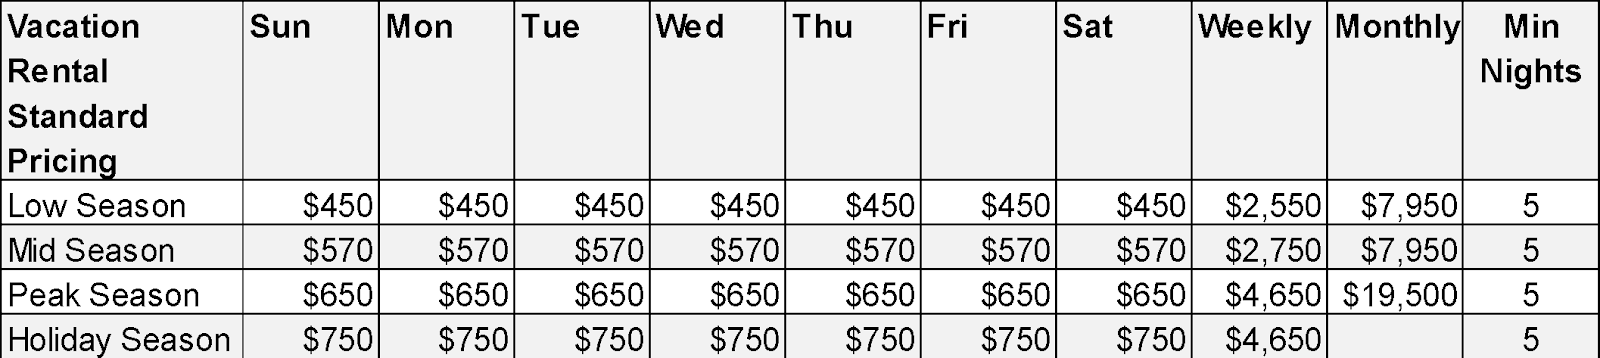 Vacation Rental Standard Pricing Sun Mon Tue Wed Thu Fri Sat Weekly Monthly Min Nights
Low Season $450 $450 $450 $450 $450 $450 $450 $2,550 $7,950 5
Mid Season $570 $570 $570 $570 $570 $570 $570 $2,750 $7,950 5
Peak Season $650 $650 $650 $650 $650 $650 $650 $4,650 $19,500 5
Holiday Season $750 $750 $750 $750 $750 $750 $750 $4,650 5